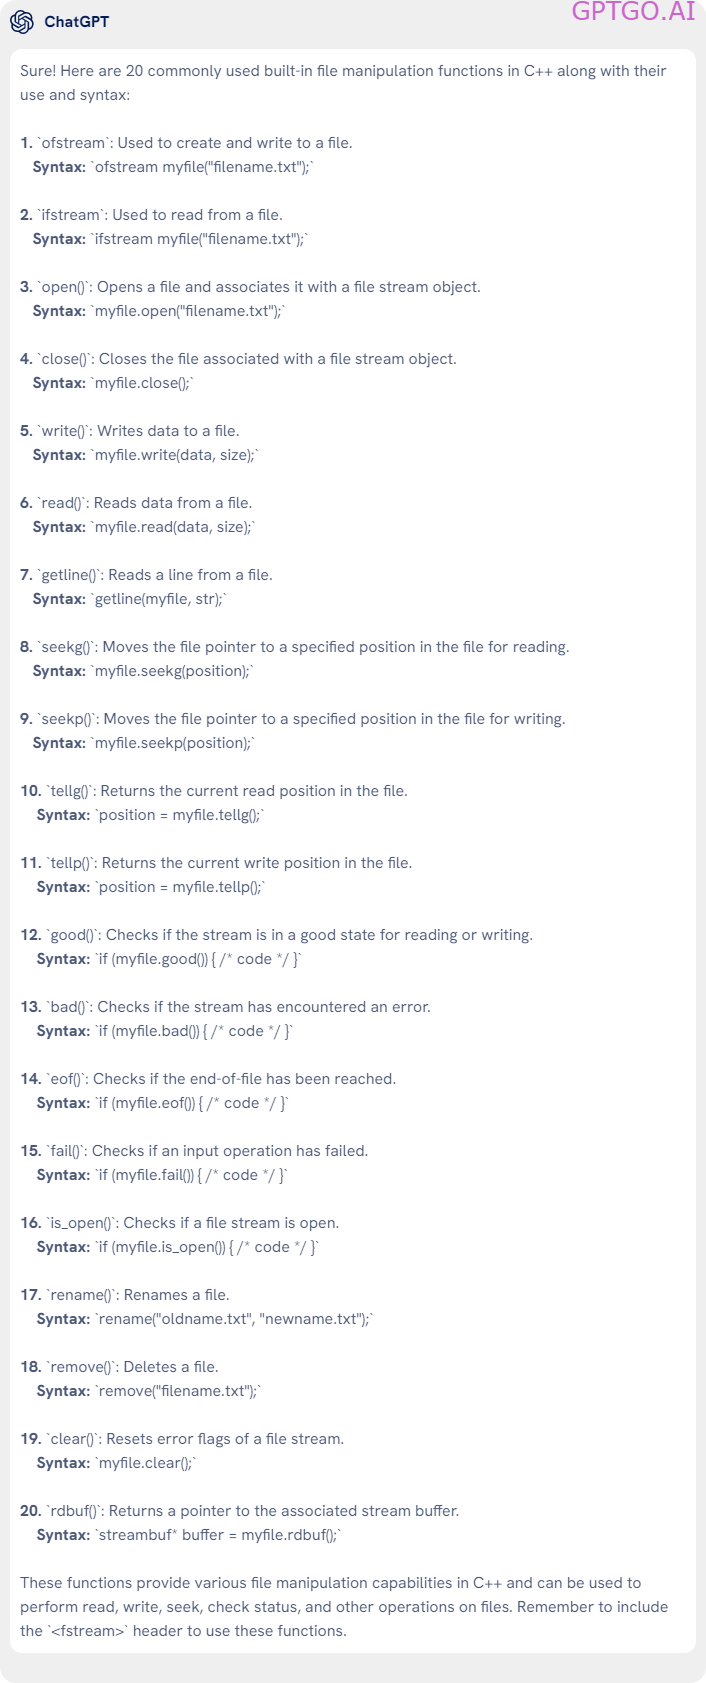 ChatGPT
GPTGO.AI
Sure! Here are 20 commonly used built-in file manipulation functions in C++ along with their
use and syntax:
1. `ofstream`: Used to create and write to a file.
Syntax: `ofstream myfile("filename.txt");`
2. `ifstream`: Used to read from a file.
Syntax: `ifstream myfile("filename.txt");`
3. `open()`: Opens a file and associates it with a file stream object.
Syntax: `myfile.open("filename.txt");`
4. `close()`: Closes the file associated with a file stream object.
Syntax: `myfile.close();`
5. `write()`: Writes data to a file.
Syntax: `myfile.write(data, size);`
6. `read()`: Reads data from a file.
Syntax: `myfile.read(data, size);`
7. `getline()`: Reads a line from a file.
Syntax: `getline(myfile, str);`
8. `seekg()`: Moves the file pointer to a specified position in the file for reading.
Syntax: `myfile.seekg(position);`
9. `seekp()`: Moves the file pointer to a specified position in the file for writing.
Syntax: `myfile.seekp(position);`
10. `tellg()`: Returns the current read position in the file.
Syntax: `position = myfile.tellg();`
11. `tellp()`: Returns the current write position in the file.
Syntax: `position = myfile.tellp();`
12. `good()`: Checks if the stream is in a good state for reading or writing.
Syntax: `if (myfile.good()) { /* code */ }`
13. `bad()`: Checks if the stream has encountered an error.
Syntax: `if (myfile.bad()) { /* code */ }`
14. `eof()`: Checks if the end-of-file has been reached.
Syntax: `if (myfile.eof()) { /* code */ }`
15. `fail()`: Checks if an input operation has failed.
Syntax: `if (myfile.fail()) { /* code */ }`
16. `is_open()`: Checks if a file stream is open.
Syntax: `if (myfile.is_open()) { /* code */ }`
17. `rename()`: Renames a file.
Syntax: `rename("oldname.txt", "newname.txt");`
18. `remove()`: Deletes a file.
Syntax: `remove("filename.txt");`
19. `clear()`: Resets error flags of a file stream.
Syntax: `myfile.clear();`
20. `rdbuf()`: Returns a pointer to the associated stream buffer.
Syntax: `streambuf* buffer = myfile.rdbuf();`
These functions provide various file manipulation capabilities in C++ and can be used to
perform read, write, seek, check status, and other operations on files. Remember to include
the `<fstream>` header to use these functions.